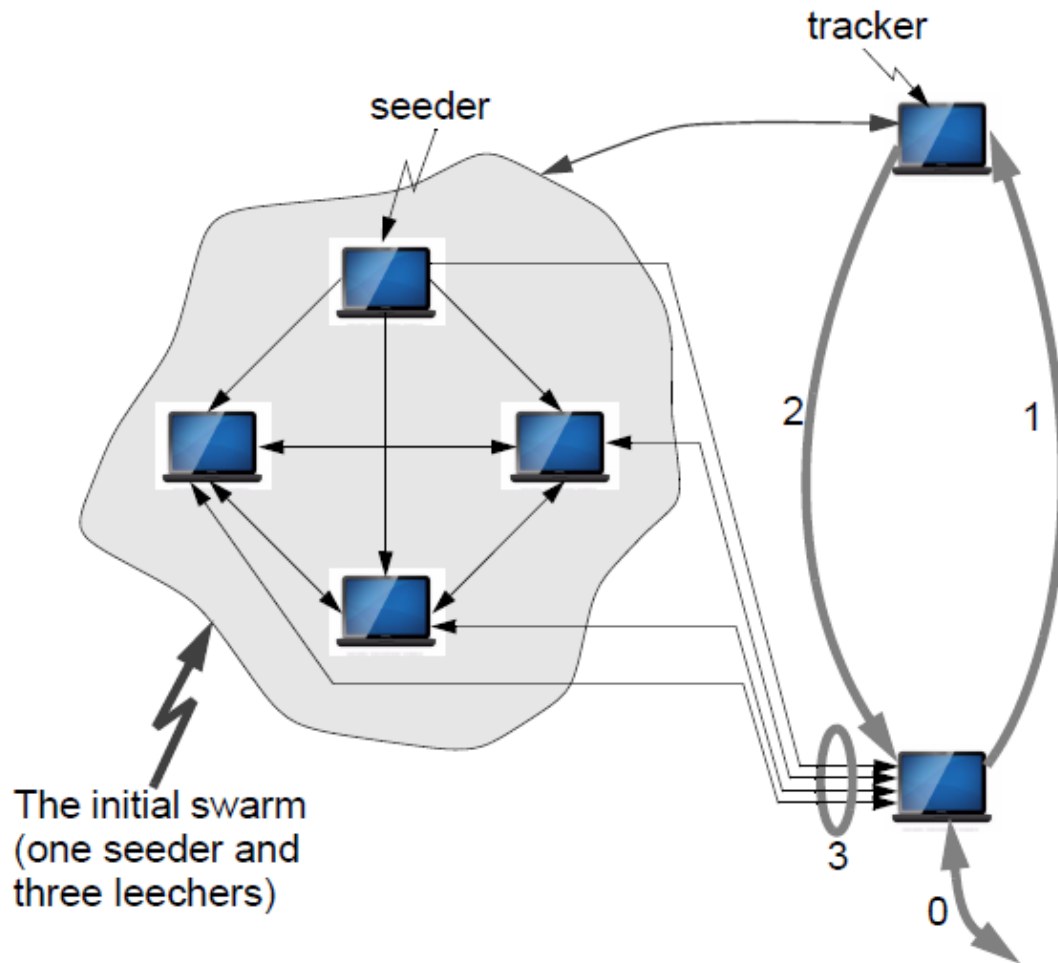 tracker
seeder
2
1
The initial swarm
(one seeder and
three leechers)
3
0